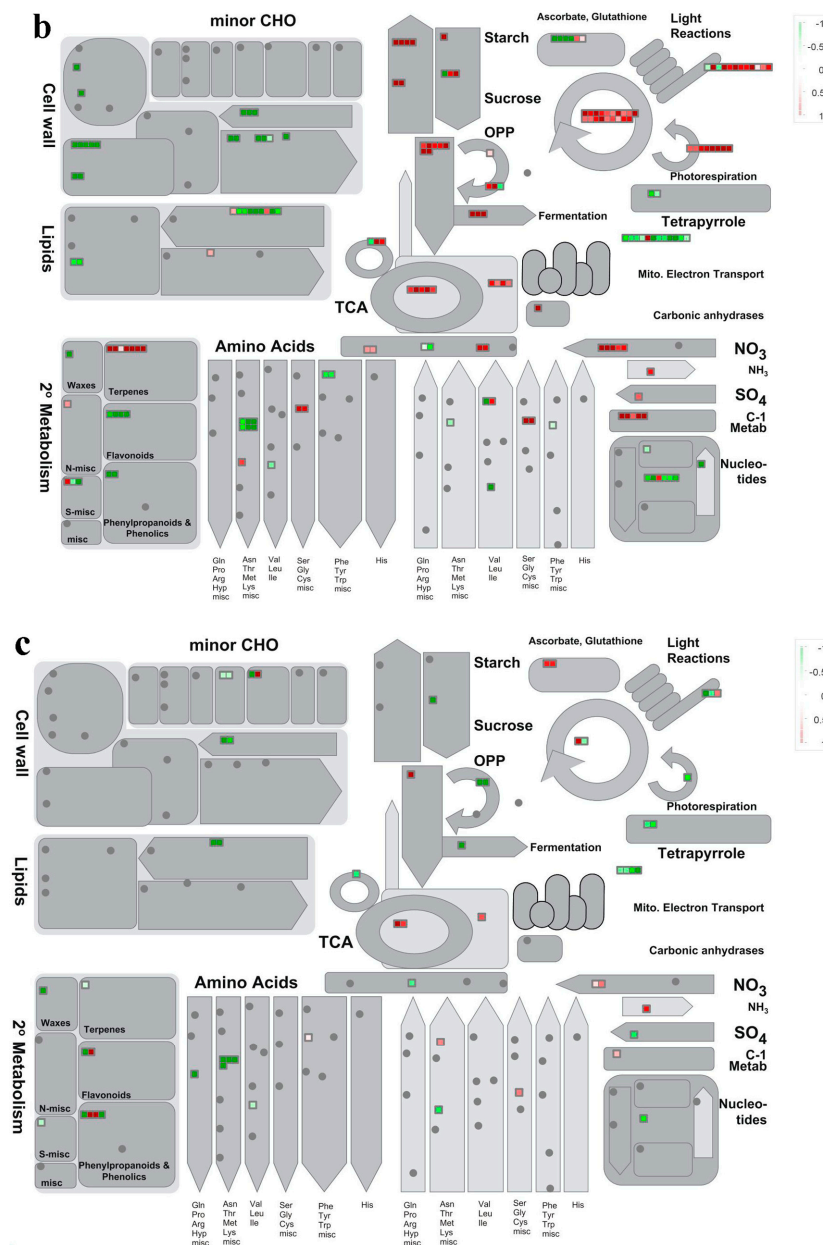 b
minor CHO
Cell wall
Lipids
Starch
Sucrose
OPP
Fermentation
TCA
Ascorbate, Glutathione
Light
Reactions
Photorespiration
Tetrapyrrole
Mito. Electron Transport
Carbonic anhydrases
-1
-0.5
0
0.5
1
2º Metabolism
Waxes
Terpenes
N-misc
Flavonoids
S-misc
misc
Phenylpropanoids &
Phenolics
Amino Acids
NO3
NH3
SO4
C-1
Metab
Nucleo-
tides
Gln
Pro
Arg
Hyp
misc
Asn
Thr
Met
Lys
misc
Val
Leu
Ile
Ser
Gly
Cys
misc
Phe
Tyr
Trp
misc
His
Gln
Pro
Arg
Hyp
misc
Asn
Thr
Met
Lys
misc
Val
Leu
Ile
Ser
Gly
Cys
misc
Phe
Tyr
Trp
misc
His
c
minor CHO
Cell wall
Lipids
Starch
Sucrose
OPP
Fermentation
TCA
Ascorbate, Glutathione
Light
Reactions
Photorespiration
Tetrapyrrole
Mito. Electron Transport
Carbonic anhydrases
0
2º Metabolism
Waxes
Terpenes
N-misc
Flavonoids
S-misc
misc
Phenylpropanoids &
Phenolics
Amino Acids
NO3
NH3
SO4
C-1
Metab
Nucleo-
tides
Gln
Pro
Arg
Hyp
misc
Asn
Thr
Met
Lys
misc
Val
Leu
Ile
Ser
Gly
Cys
misc
Phe
Tyr
Trp
misc
His
Gln
Pro
Arg
Hyp
misc
Asn
Thr
Met
Lys
misc
Val
Leu
Ile
Ser
Gly
Cys
misc
Phe
Tyr
Trp
misc
His